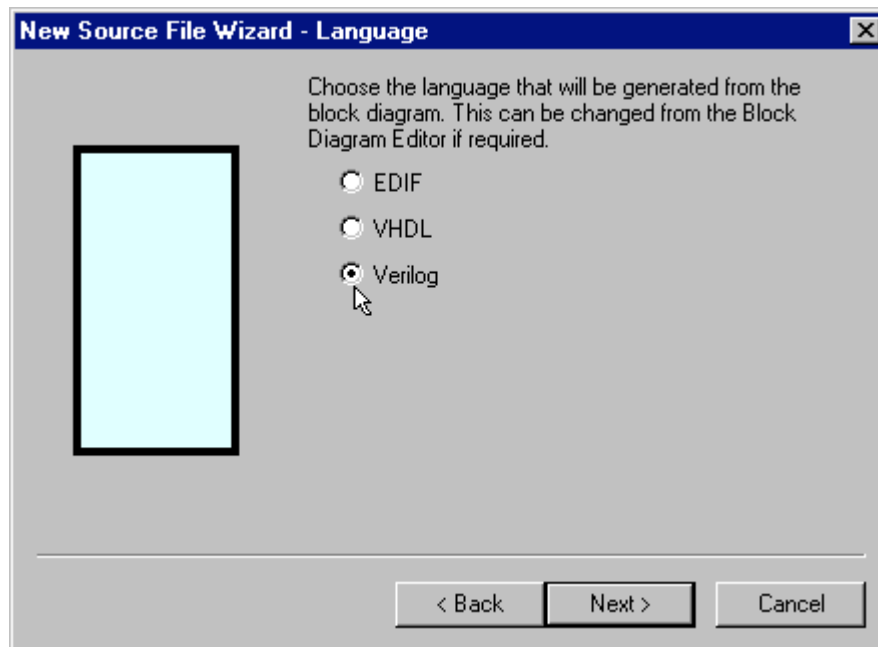 New Source File Wizard - Language
Choose the language that will be generated from the
block diagram. This can be changed from the Block
Diagram Editor if required.
EDIF
VHDL
Verilog
< Back Next > Cancel